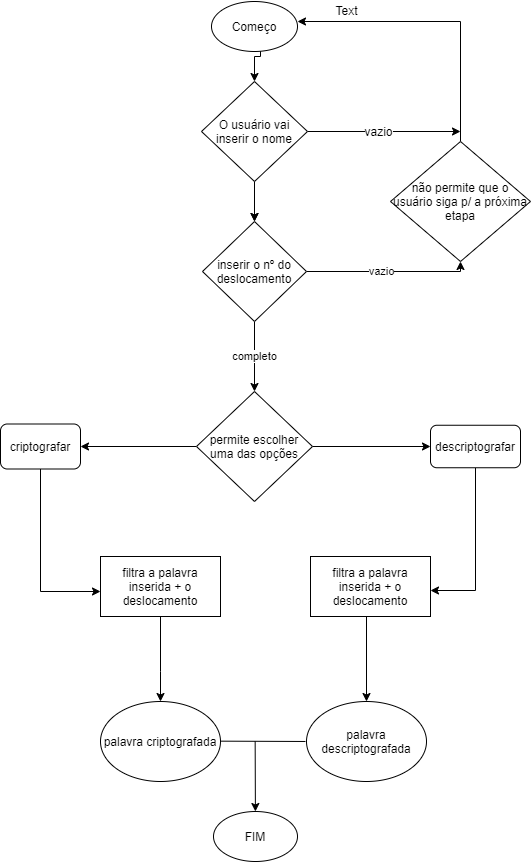 Text
Começo
O usuário vai
inserir o nome
vazio
não permite que o
usuário siga p/ a próxima
etapa
inserir o nº do
deslocamento
vazio
completo
criptografar
permite escolher
uma das opções
descriptografar
filtra a palavra
inserida + o
deslocamento
filtra a palavra
inserida + o
deslocamento
palavra criptografada
palavra
descriptografada
FIM